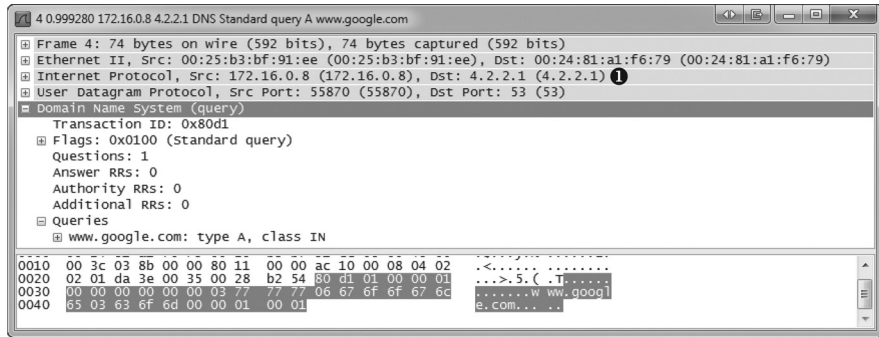 4 0.999280 172.16.0.8 4.2.2.1 DNS Standard query A www.google.com
Frame 4: 74 bytes on wire (592 bits), 74 bytes captured (592 bits)
Ethernet II, Src: 00:25:b3:bf:91:ee (00:25:b3:bf:91:ee), Dst: 00:24:81:a1:f6:79 (00:24:81:a1:f6:79)
Internet Protocol, Src: 172.16.0.8 (172.16.0.8), Dst: 4.2.2.1 (4.2.2.1) ❶
User Datagram Protocol, Src Port: 55870 (55870), Dst Port: 53 (53)
Domain Name System (query)
Transaction ID: 0x80d1
Flags: 0x0100 (Standard query)
Questions: 1
Answer RRs: 0
Authority RRs: 0
Additional RRs: 0
Queries
www.google.com: type A, class IN
0010 00 3c 03 8b 00 00 80 11 00 00 ac 10 00 08 04 02 .<...... ........
0020 02 01 da 3e 00 35 00 28 b2 54 80 d1 01 00 00 01 ...>.5.( .T......
0030 00 00 00 00 00 00 03 77 77 77 06 67 6f 6f 67 6c .......w ww.googl
0040 65 03 63 6f 6d 00 00 01 00 01 e.com... ..